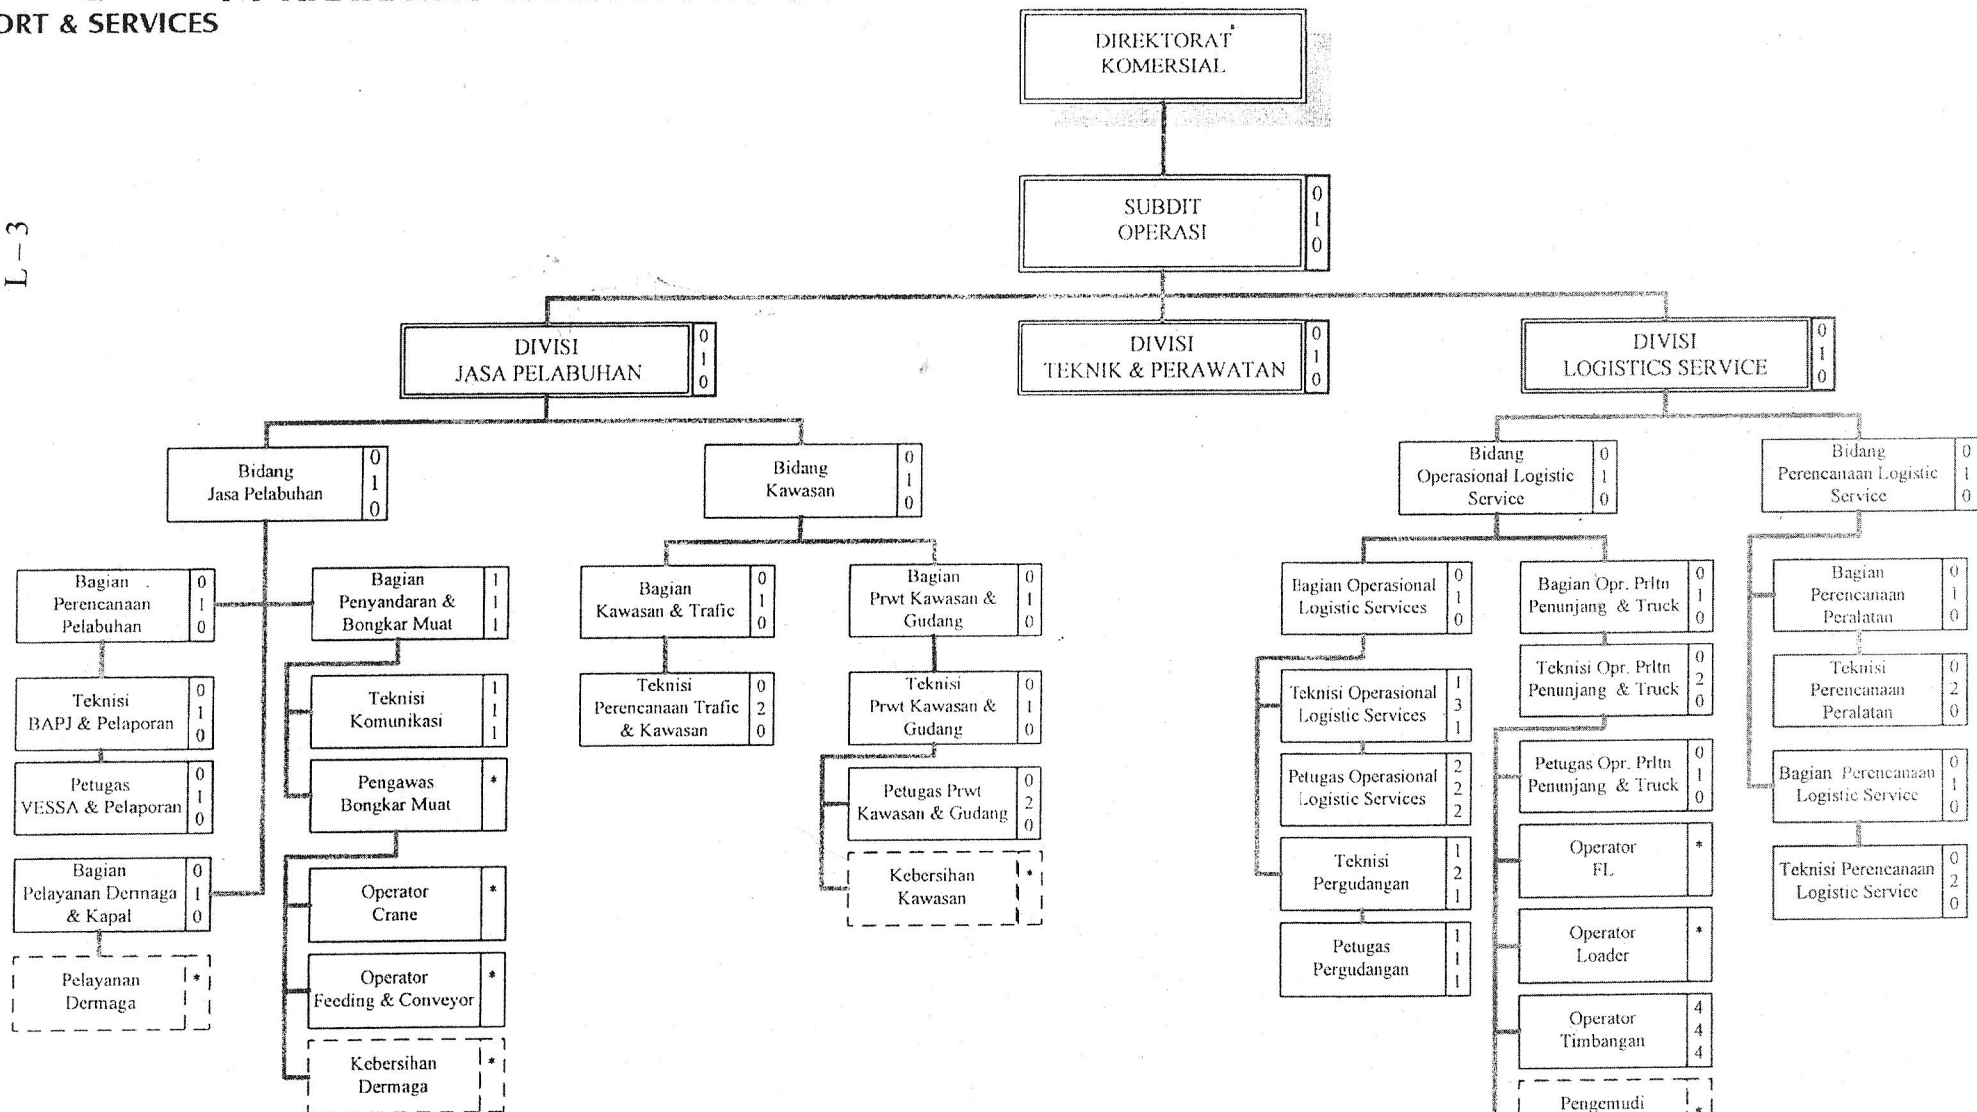 ORT & SERVICES
L-3
DIREKTORAT
KOMERSIAL
SUBDIT
OPERASI
0
1
0
DIVISI
JASA PELABUHAN
0
1
0
DIVISI
TEKNIK & PERAWATAN
0
1
0
DIVISI
LOGISTICS SERVICE
0
1
0
Bidang
Jasa Pelabuhan
0
1
0
Bidang
Kawasan
0
1
0
Bidang
Operasional Logistic
Service
0
1
0
Bidang
Perencanaan Logistic
Service
0
1
0
Bagian
Perencanaan
Pelabuhan
0
1
0
Teknisi
BAPJ & Pelaporan
0
1
0
Petugas
VESSA & Pelaporan
0
1
0
Bagian
Pelayanan Dermaga
& Kapal
0
1
0
Pelayanan
Dermaga
*
Bagian
Penyandaran &
Bongkar Muat
1
1
1
Teknisi
Komunikasi
1
1
1
Pengawas
Bongkar Muat
*
Operator
Crane
*
Operator
Feeding & Conveyor
*
Kebersihan
Dermaga
*
Bagian
Kawasan & Trafic
0
1
0
Teknisi
Perencanaan Trafic
& Kawasan
0
2
0
Bagian
Prwt Kawasan &
Gudang
0
1
0
Teknisi
Prwt Kawasan &
Gudang
0
1
0
Petugas Prwt
Kawasan & Gudang
0
2
0
Kebersihan
Kawasan
*
Bagian Operasional
Logistic Services
0
1
0
Teknisi Operasional
Logistic Services
1
3
1
Petugas Operasional
Logistic Services
2
2
2
Teknisi
Pergudangan
1
2
1
Petugas
Pergudangan
1
1
1
Bagian Opr. Prltn
Penunjang & Truck
0
1
0
Teknisi Opr. Prltn
Penunjang & Truck
0
2
0
Petugas Opr. Prltn
Penunjang & Truck
0
1
0
Operator
FL
*
Operator
Loader
*
Operator
Timbangan
4
4
4
Pengemudi
*
Bagian
Perencanaan
Peralatan
0
1
0
Teknisi
Perencanaan
Peralatan
0
2
0
Bagian Perencanaan
Logistic Service
0
1
0
Teknisi Perencanaan
Logistic Service
0
2
0